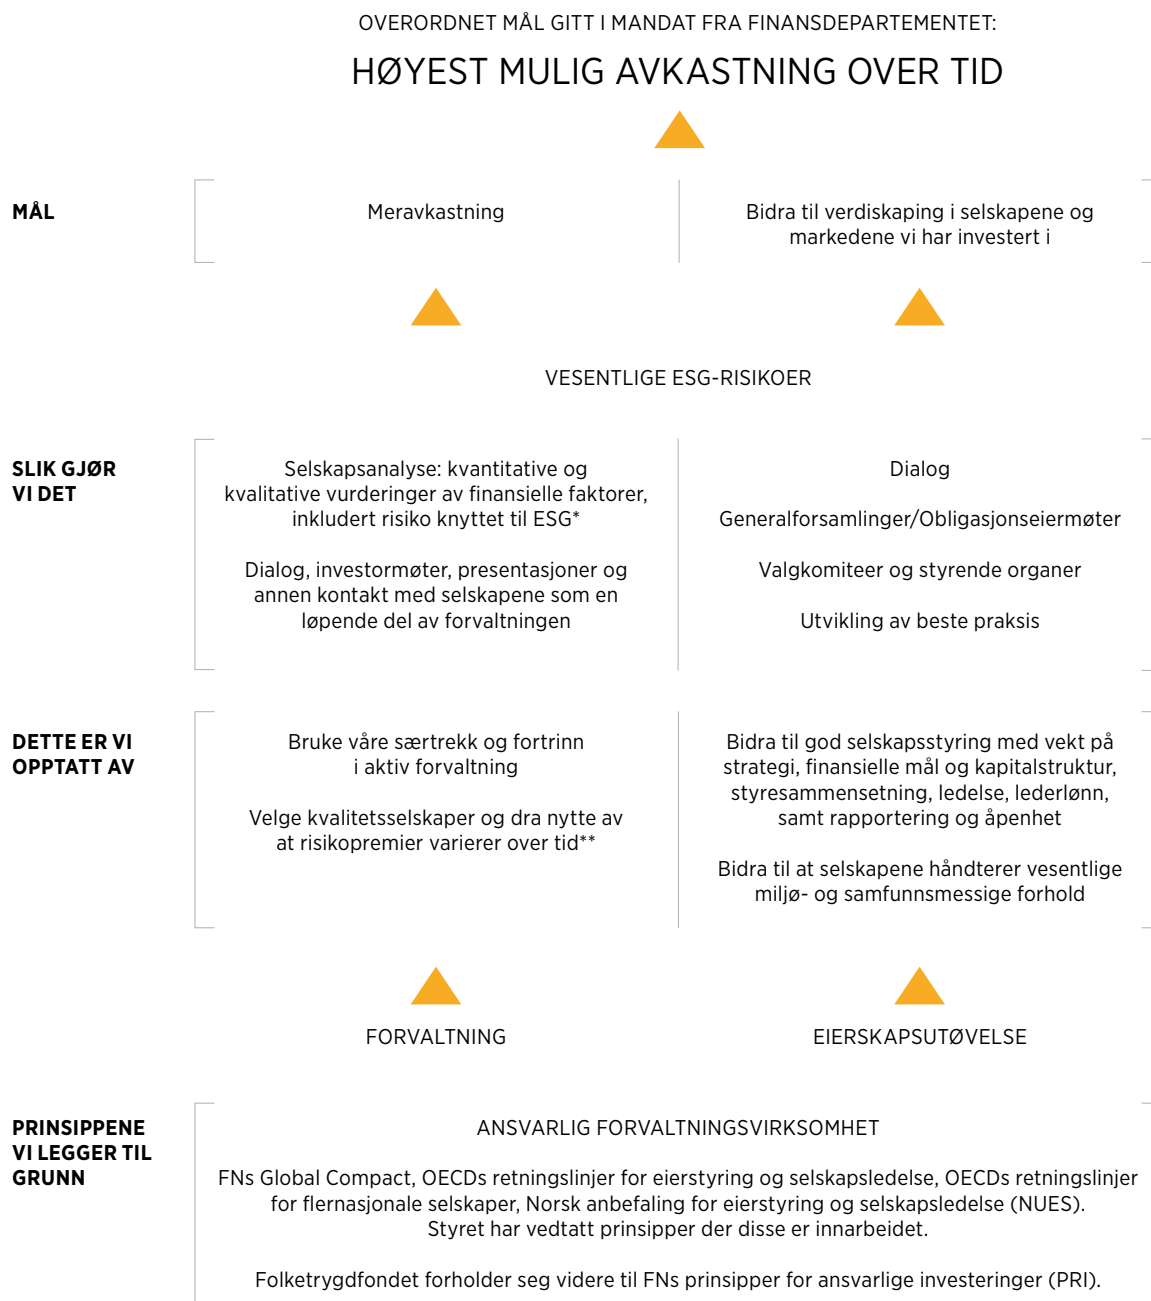 OVERORDNET MÅL GITT I MANDAT FRA FINANSDEPARTEMENTET:
HØYEST MULIG AVKASTNING OVER TID
MÅL
Meravkastning
Bidra til verdiskaping i selskapene og
markedene vi har investert i
VESENTLIGE ESG-RISIKOER
SLIK GJØR
VI DET
Selskapsanalyse: kvantitative og
kvalitative vurderinger av finansielle faktorer,
inkludert risiko knyttet til ESG*
Dialog, investormøter, presentasjoner og
annen kontakt med selskapene som en
løpende del av forvaltningen
Dialog
Generalforsamlinger/Obligasjonseiermøter
Valgkomiteer og styrende organer
Utvikling av beste praksis
DETTE ER VI
OPPTATT AV
Bruke våre særtrekk og fortrinn
i aktiv forvaltning
Velge kvalitetsselskaper og dra nytte av
at risikopremier varierer over tid**
Bidra til god selskapsstyring med vekt på
strategi, finansielle mål og kapitalstruktur,
styresammensetning, ledelse, lederlønn,
samt rapportering og åpenhet
Bidra til at selskapene håndterer vesentlige
miljø- og samfunnsmessige forhold
FORVALTNING
EIERSKAPSUTØVELSE
PRINSIPPENE
VI LEGGER TIL
GRUNN
ANSVARLIG FORVALTNINGSVIRKSOMHET
FNs Global Compact, OECDs retningslinjer for eierstyring og selskapsledelse, OECDs retningslinjer
for flernasjonale selskaper, Norsk anbefaling for eierstyring og selskapsledelse (NUES).
Styret har vedtatt prinsipper der disse er innarbeidet.
Folketrygdfondet forholder seg videre til FNs prinsipper for ansvarlige investeringer (PRI).